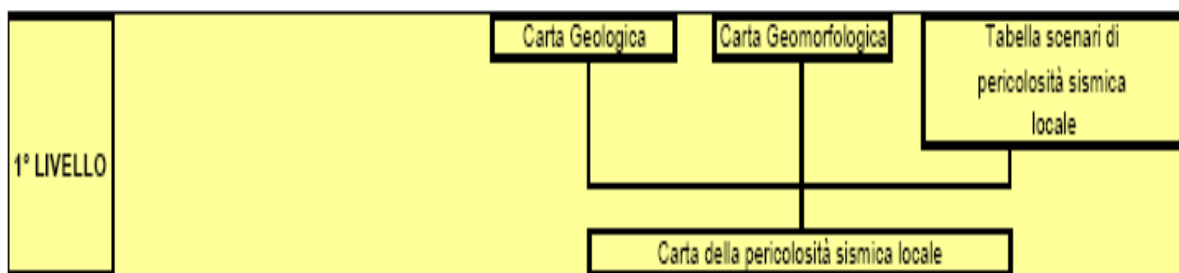 Carta Geologica
Carta Geomorfologica
Tabella scenari di
pericolosità sismica
locale
1° LIVELLO
Carta della pericolosità sismica locale